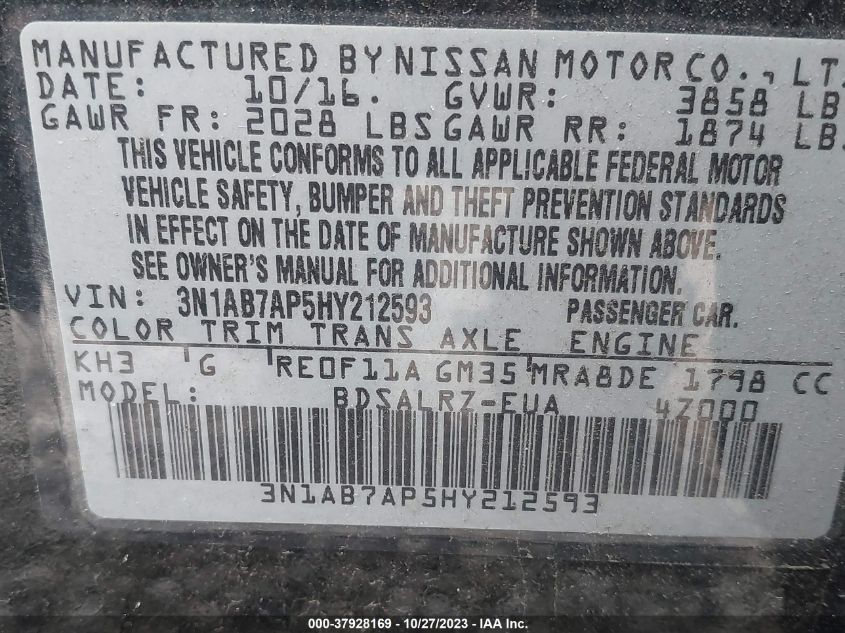 MANUFACTURED BY NISSAN MOTOR CO., LT
DATE: 10/16. GVWR: 3858 LB
GAWR FR: 2028 LBS GAWR RR: 1874 LB
THIS VEHICLE CONFORMS TO ALL APPLICABLE FEDERAL MOTOR
VEHICLE SAFETY, BUMPER AND THEFT PREVENTION STANDARDS
IN EFFECT ON THE DATE OF MANUFACTURE SHOWN ABOVE.
SEE OWNER'S MANUAL FOR ADDITIONAL INFORMATION.
VIN: 3N1AB7AP5HY212593 PASSENGER CAR.
COLOR TRIM TRANS AXLE ENGINE
KH3 G RE0F11A GM35 MRA8DE 1798 CC
MODEL: BDSALRZ-EUA 47000
3N1AB7AP5HY212593
000-37928169 - 10/27/2023 - IAA Inc.